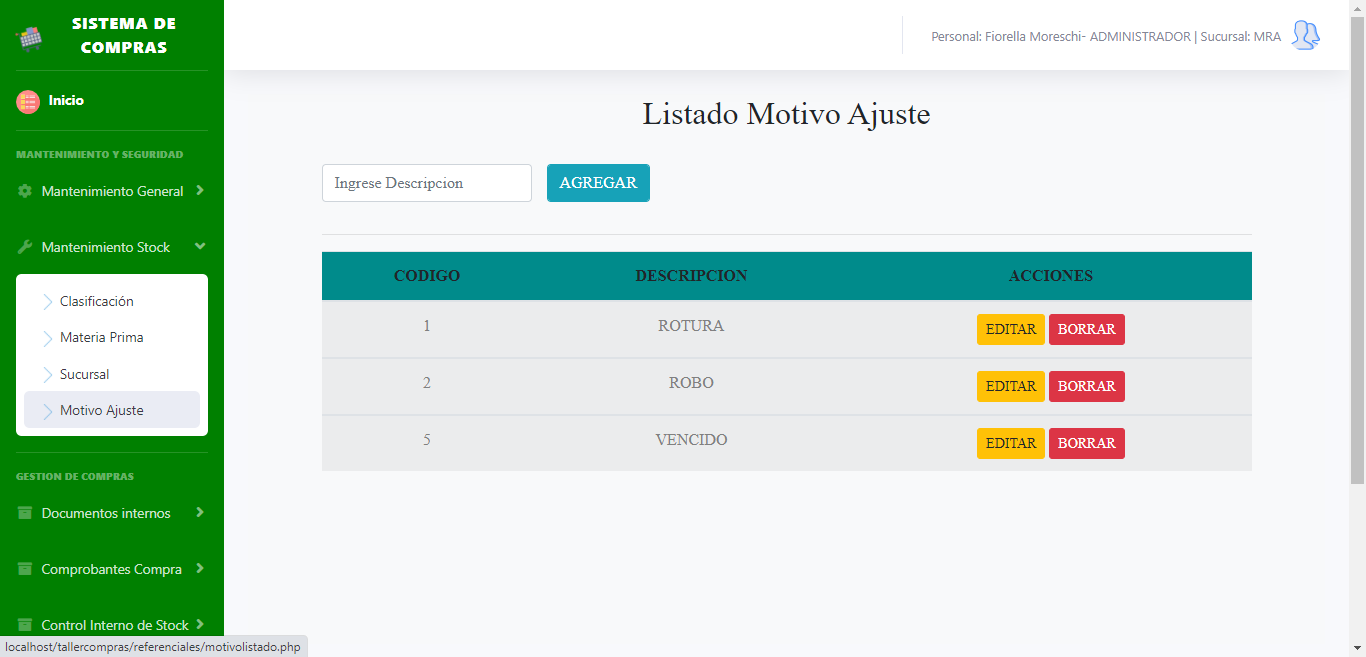 SISTEMA DE
COMPRAS
Personal: Fiorella Moreschi- ADMINISTRADOR | Sucursal: MRA
Inicio
MANTENIMIENTO Y SEGURIDAD
Mantenimiento General
Mantenimiento Stock
Clasificación
Materia Prima
Sucursal
Motivo Ajuste
GESTION DE COMPRAS
Documentos internos
Comprobantes Compra
Control Interno de Stock
Listado Motivo Ajuste
Ingrese Descripcion AGREGAR
CODIGO DESCRIPCION ACCIONES
1 ROTURA EDITAR BORRAR
2 ROBO EDITAR BORRAR
5 VENCIDO EDITAR BORRAR
localhost/tallercompras/referenciales/motivolistado.php